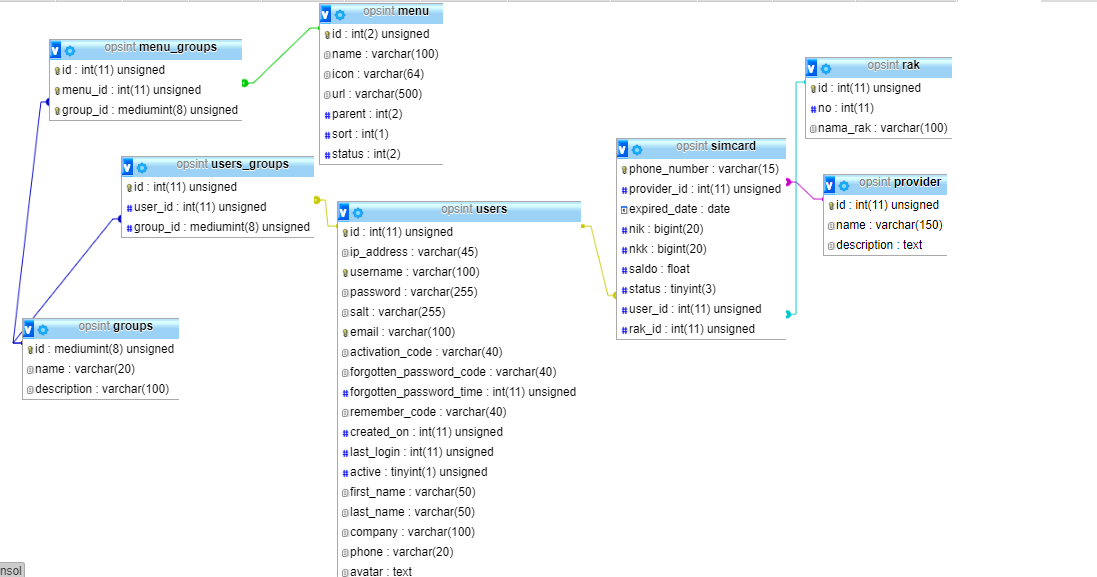 opsint menu
id : int(2) unsigned
name : varchar(100)
icon : varchar(64)
url : varchar(500)
parent : int(2)
sort : int(1)
status : int(2)
opsint menu_groups
id : int(11) unsigned
menu_id : int(11) unsigned
group_id : mediumint(8) unsigned
opsint users_groups
id : int(11) unsigned
user_id : int(11) unsigned
group_id : mediumint(8) unsigned
opsint groups
id : mediumint(8) unsigned
name : varchar(20)
description : varchar(100)
opsint users
id : int(11) unsigned
ip_address : varchar(45)
username : varchar(100)
password : varchar(255)
salt : varchar(255)
email : varchar(100)
activation_code : varchar(40)
forgotten_password_code : varchar(40)
forgotten_password_time : int(11) unsigned
remember_code : varchar(40)
created_on : int(11) unsigned
last_login : int(11) unsigned
active : tinyint(1) unsigned
first_name : varchar(50)
last_name : varchar(50)
company : varchar(100)
phone : varchar(20)
avatar : text
opsint simcard
phone_number : varchar(15)
provider_id : int(11) unsigned
expired_date : date
nik : bigint(20)
nkk : bigint(20)
saldo : float
status : tinyint(3)
user_id : int(11) unsigned
rak_id : int(11) unsigned
opsint rak
id : int(11) unsigned
no : int(11)
nama_rak : varchar(100)
opsint provider
id : int(11) unsigned
name : varchar(150)
description : text
nsol